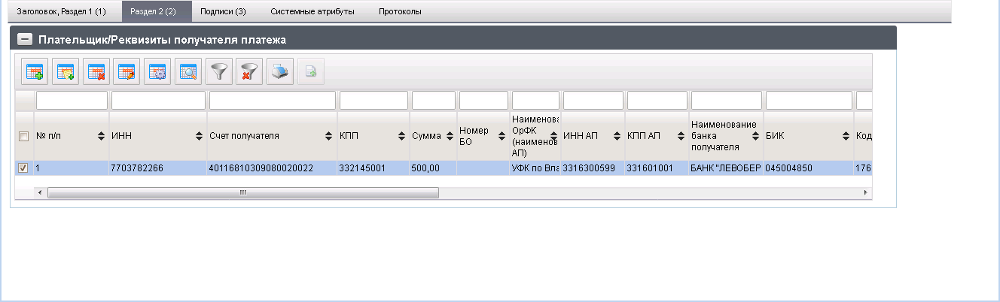 Заголовок, Раздел 1 (1) Раздел 2 (2) Подписи (3) Системные атрибуты Протоколы
Плательщик/Реквизиты получателя платежа
№ п/п ИНН Счет получателя КПП Сумма Номер БО Наименова ОрФК (наименов АП) ИНН АП КПП АП Наименование банка получателя БИК Код
1 7703782266 40116810309080020022 332145001 500,00 УФК по Вла 3316300599 331601001 БАНК "ЛЕВОБЕР 045004850 176